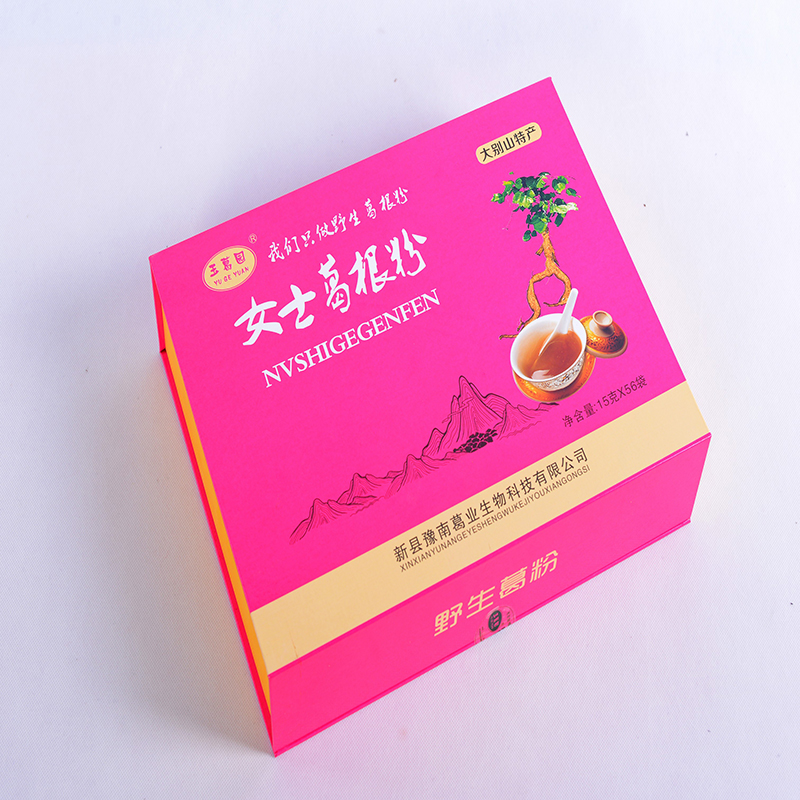 大别山特产
我们只做野生葛根粉
®
玉葛园
YU GE YUAN
女士葛根粉
NVSHIGEGENFEN
净含量:15克X56袋
新县豫南葛业生物科技有限公司
XINXIANYUNANGEYESHENGWUKEJIYOUXIANGONGSI
野生葛粉